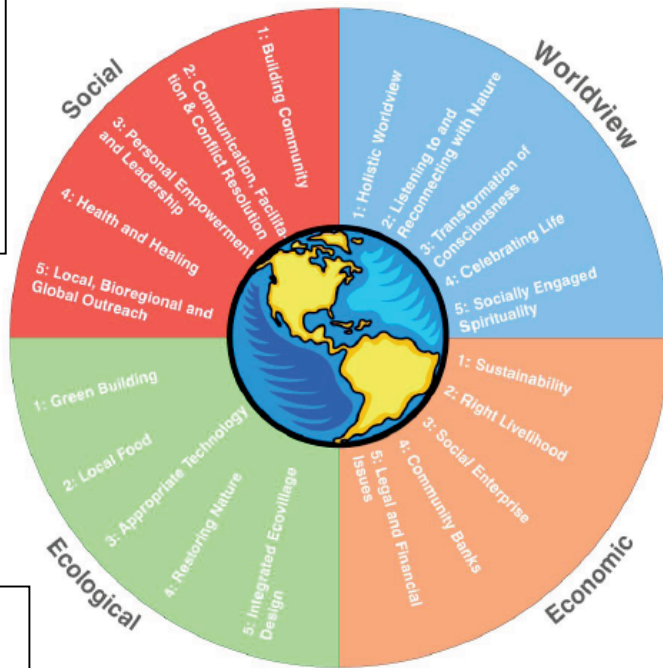 Social
1: Building Community
2: Communication, Facilita
tion & Conflict Resolution
3: Personal Empowerment
and Leadership
4: Health and Healing
5: Local, Bioregional and
Global Outreach
Worldview
1: Holistic Worldview
2: Listening to and
Reconnecting with Nature
3: Transformation of
Consciousness
4: Celebrating Life
5: Socially Engaged
Spirituality
Ecological
1: Green Building
2: Local Food
3: Appropriate Technology
4: Restoring Nature
5: Integrated Ecovillage
Design
Economic
1: Sustainability
2: Right Livelihood
3: Social Enterprise
4: Community Banks
5: Legal and Financial
Issues